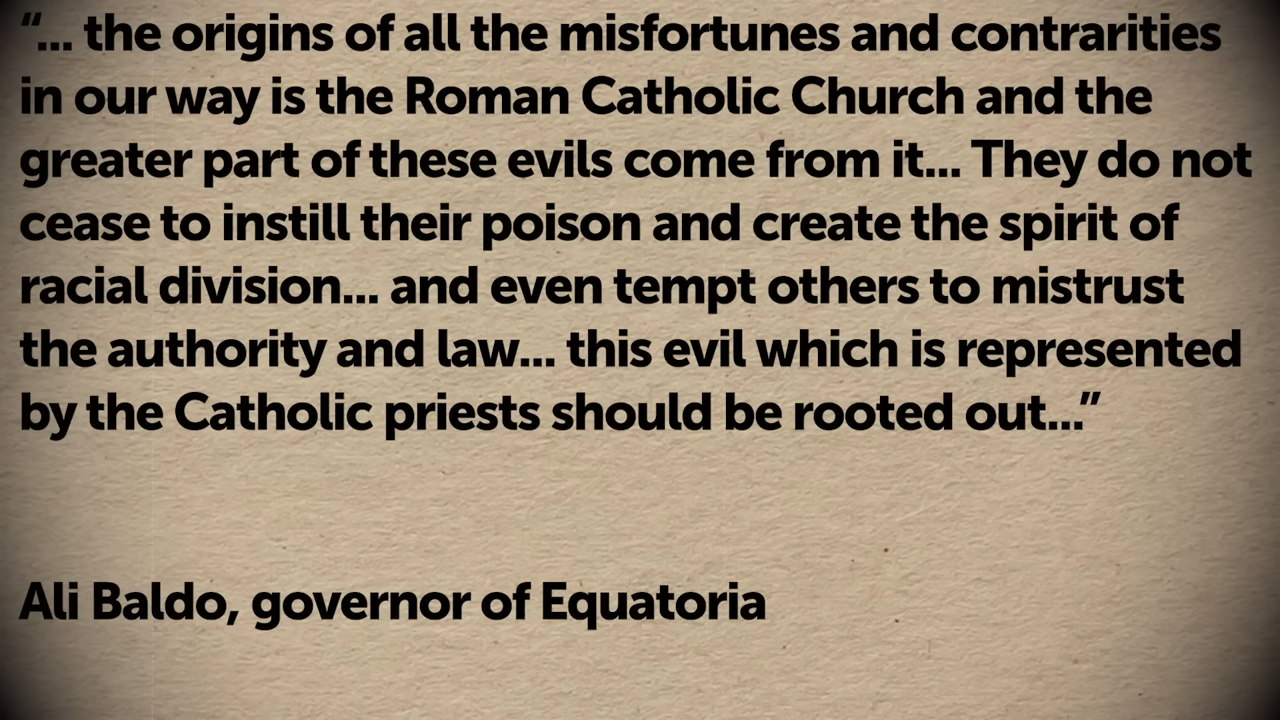 “... the origins of all the misfortunes and contrarities
in our way is the Roman Catholic Church and the
greater part of these evils come from it... They do not
cease to instill their poison and create the spirit of
racial division... and even tempt others to mistrust
the authority and law... this evil which is represented
by the Catholic priests should be rooted out...”
Ali Baldo, governor of Equatoria